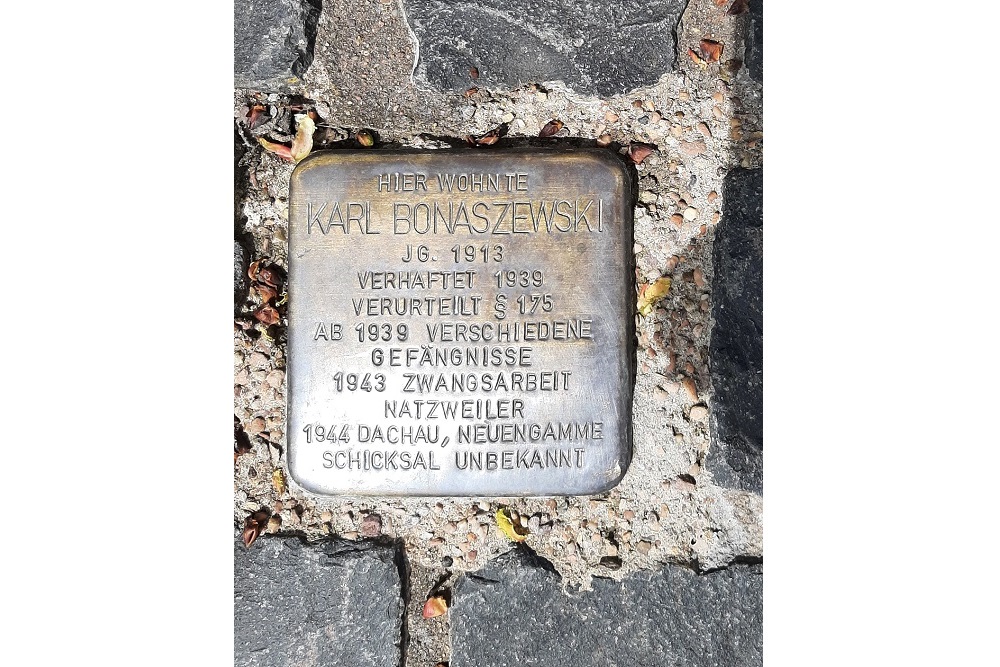 HIER WOHNTE
KARL BONASZEWSKI
JG. 1913
VERHAFTET 1939
VERURTEILT § 175
AB 1939 VERSCHIEDENE
GEFÄNGNISSE
1943 ZWANGSARBEIT
NATZWEILER
1944 DACHAU, NEUENGAMME
SCHICKSAL UNBEKANNT